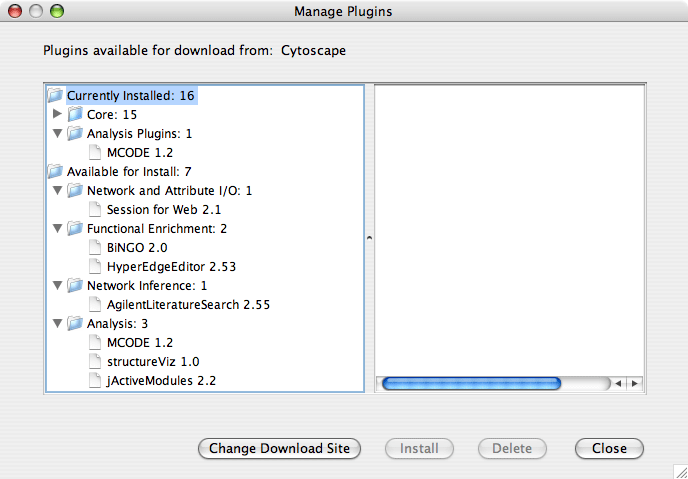 Manage Plugins
Plugins available for download from: Cytoscape
Currently Installed: 16
Core: 15
Analysis Plugins: 1
MCODE 1.2
Available for Install: 7
Network and Attribute I/O: 1
Session for Web 2.1
Functional Enrichment: 2
BiNGO 2.0
HyperEdgeEditor 2.53
Network Inference: 1
AgilentLiteratureSearch 2.55
Analysis: 3
MCODE 1.2
structureViz 1.0
jActiveModules 2.2
Change Download Site Install Delete Close